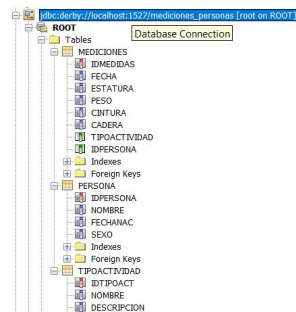 jdbc:derby://localhost:1527/mediciones_personas [root on ROOT]
Database Connection
ROOT
Tables
MEDICIONES
IDMEDIDAS
FECHA
ESTATURA
PESO
CINTURA
CADERA
TIPOACTIVIDAD
IDPERSONA
Indexes
Foreign Keys
PERSONA
IDPERSONA
NOMBRE
FECHANAC
SEXO
Indexes
Foreign Keys
TIPOACTIVIDAD
IDTIPOACT
NOMBRE
DESCRIPCION